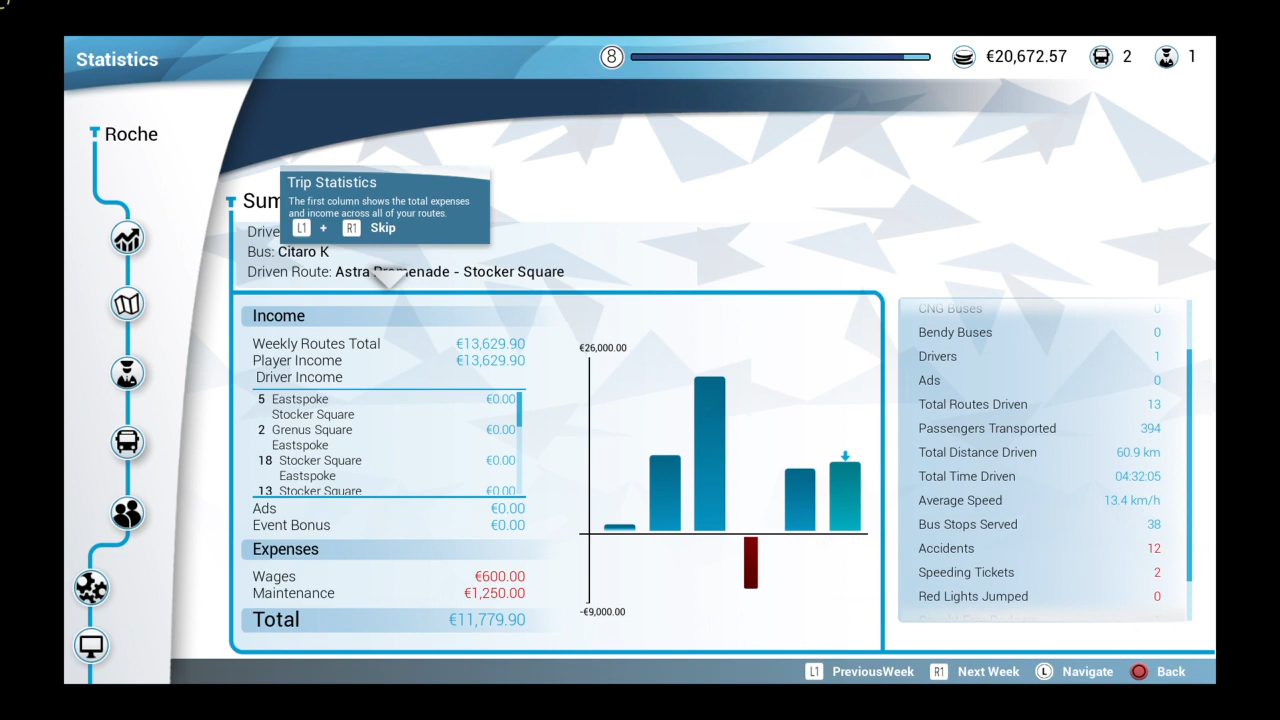 Statistics
8
€20,672.57
2
1
Roche
Trip Statistics
The first column shows the total expenses
and income across all of your routes.
L1 + R1 Skip
Sum
Drive
Bus: Citaro K
Driven Route: Astra Promenade - Stocker Square
Income
Weekly Routes Total €13,629.90
Player Income €13,629.90
Driver Income
5 Eastspoke €0.00
Stocker Square
2 Grenus Square €0.00
Eastspoke
18 Stocker Square €0.00
Eastspoke
13 Stocker Square €0.00
Ads €0.00
Event Bonus €0.00
Expenses
Wages €600.00
Maintenance €1,250.00
Total €11,779.90
€26,000.00
-€9,000.00
CNG Buses 0
Bendy Buses 0
Drivers 1
Ads 0
Total Routes Driven 13
Passengers Transported 394
Total Distance Driven 60.9 km
Total Time Driven 04:32:05
Average Speed 13.4 km/h
Bus Stops Served 38
Accidents 12
Speeding Tickets 2
Red Lights Jumped 0
L1 PreviousWeek R1 Next Week L Navigate Back